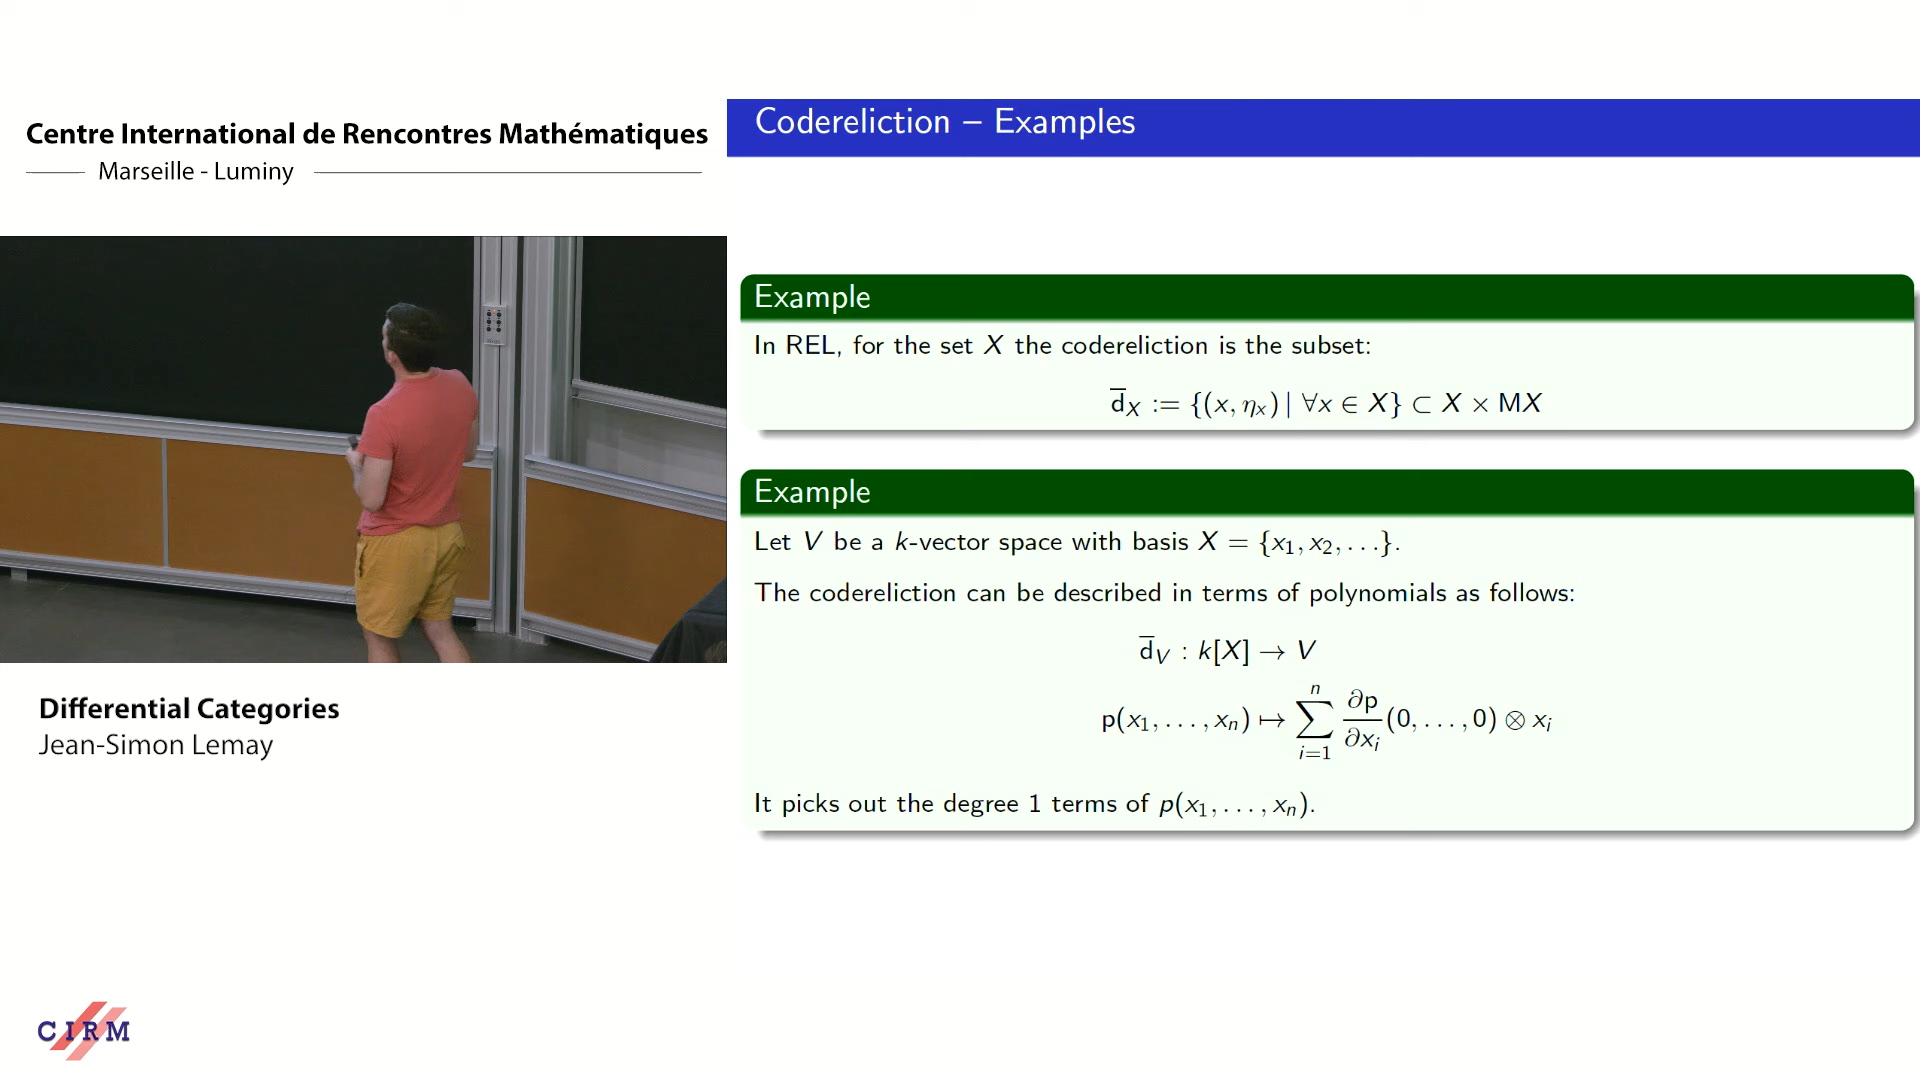 Centre International de Rencontres Mathématiques
Marseille - Luminy
Codereliction – Examples
Example
In REL, for the set X the codereliction is the subset:
d̅_X := {(x, η_x) | ∀x ∈ X} ⊂ X × MX
Example
Let V be a k-vector space with basis X = {x₁, x₂, . . .}.
The codereliction can be described in terms of polynomials as follows:
d̅_V : k[X] → V
p(x₁, . . . , xₙ) ↦ ∑_{i=1}^{n} ∂p/∂xᵢ (0, . . . , 0) ⊗ xᵢ
It picks out the degree 1 terms of p(x₁, . . . , xₙ).
Differential Categories
Jean-Simon Lemay
CIRM